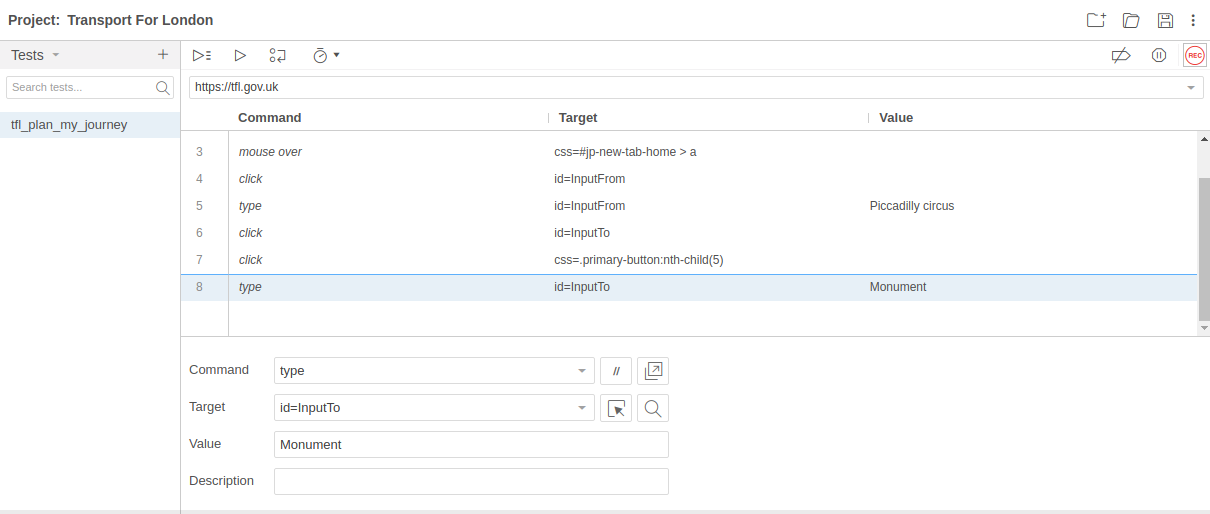 Project: Transport For London
Tests
Search tests...
tfl_plan_my_journey
REC
https://tfl.gov.uk
Command Target Value
3 mouse over css=#jp-new-tab-home > a
4 click id=InputFrom
5 type id=InputFrom Piccadilly circus
6 click id=InputTo
7 click css=.primary-button:nth-child(5)
8 type id=InputTo Monument
Command type //
Target id=InputTo
Value Monument
Description